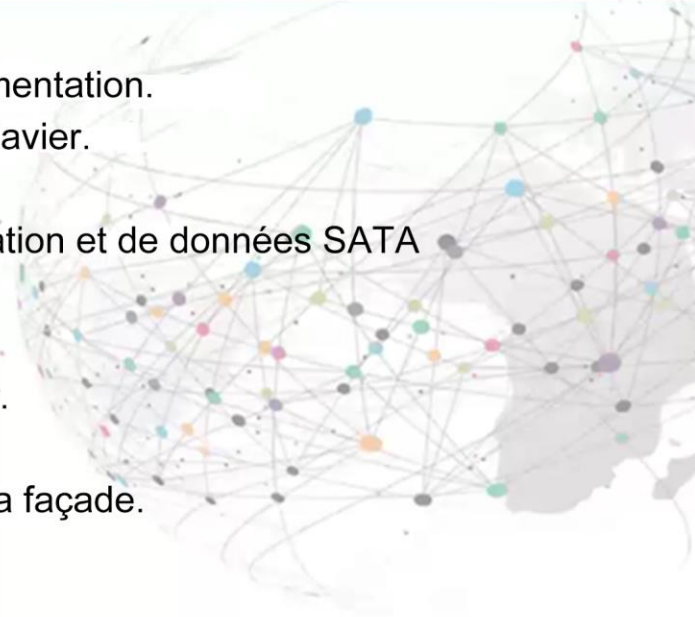 mentation.
avier.
ation et de données SATA
.
a façade.